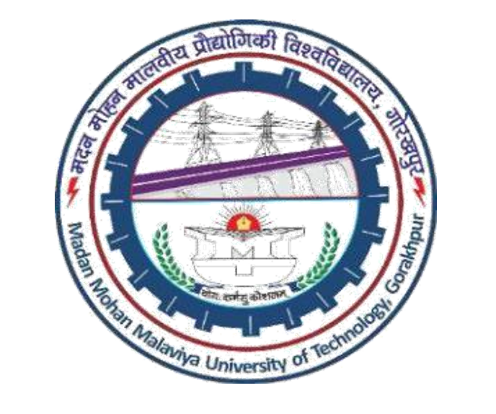 मदन मोहन मालवीय प्रौद्योगिकी विश्वविद्यालय, गोरखपुर
योगः कर्मसु कौशलम्
Madan Mohan Malaviya University of Technology, Gorakhpur